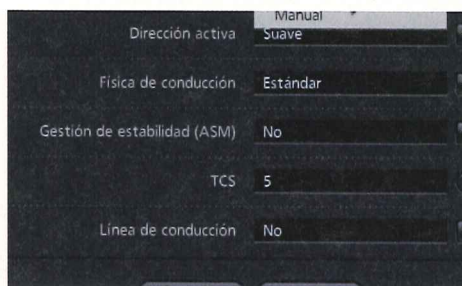 Manual
Dirección activa Suave
Física de conducción Estándar
Gestión de estabilidad (ASM) No
TCS 5
Línea de conducción No